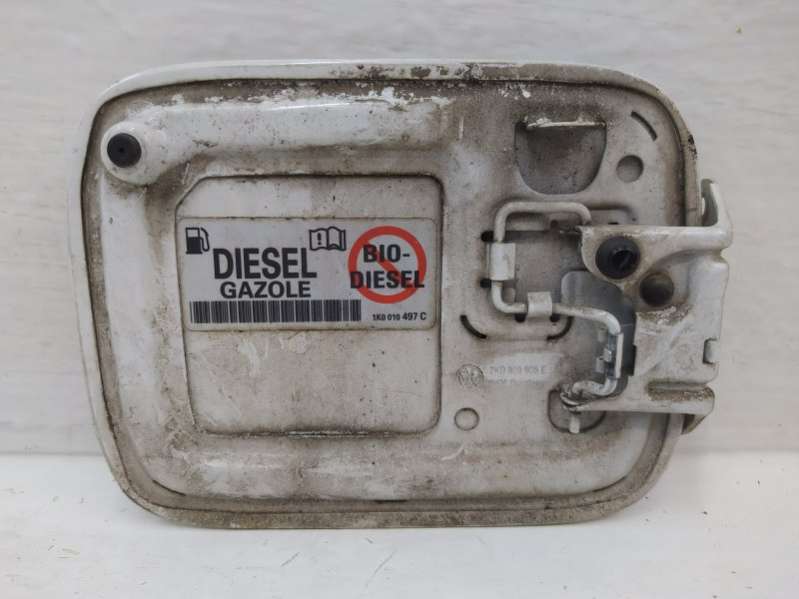 DIESEL
GAZOLE
BIO-
DIESEL
1K0 010 497 C